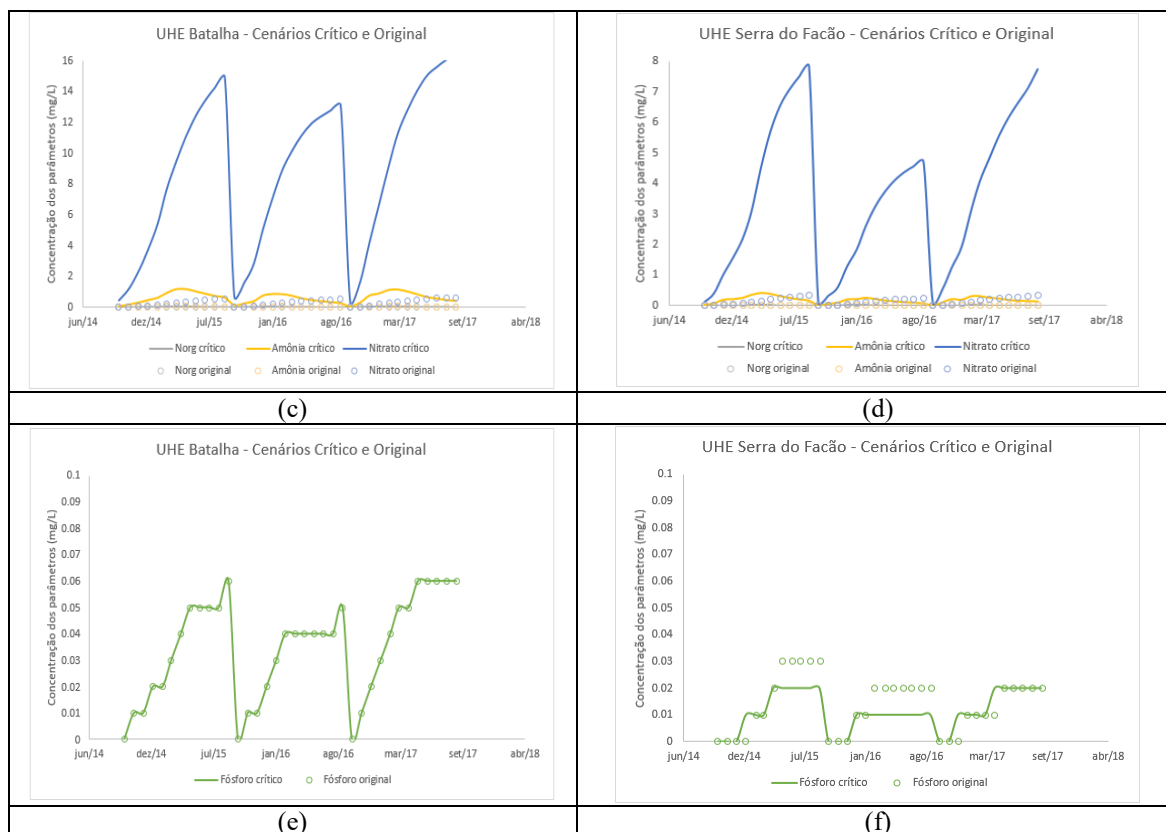 UHE Batalha - Cenários Crítico e Original
Concentração dos parâmetros (mg/L)
16
14
12
10
8
6
4
2
0
jun/14 dez/14 jul/15 jan/16 ago/16 mar/17 set/17 abr/18
Norg crítico Amônia crítico Nitrato crítico
Norg original Amônia original Nitrato original
(c)
UHE Serra do Facão - Cenários Crítico e Original
Concentração dos parâmetros (mg/L)
8
7
6
5
4
3
2
1
0
jun/14 dez/14 jul/15 jan/16 ago/16 mar/17 set/17 abr/18
Norg crítico Amônia crítico Nitrato crítico
Norg original Amônia original Nitrato original
(d)
UHE Batalha - Cenários Crítico e Original
Concentração dos parâmetros (mg/L)
0.1
0.09
0.08
0.07
0.06
0.05
0.04
0.03
0.02
0.01
0
jun/14 dez/14 jul/15 jan/16 ago/16 mar/17 set/17 abr/18
Fósforo crítico Fósforo original
(e)
UHE Serra do Facão - Cenários Crítico e Original
Concentração dos parâmetros (mg/L)
0.1
0.09
0.08
0.07
0.06
0.05
0.04
0.03
0.02
0.01
0
jun/14 dez/14 jul/15 jan/16 ago/16 mar/17 set/17 abr/18
Fósforo crítico Fósforo original
(f)